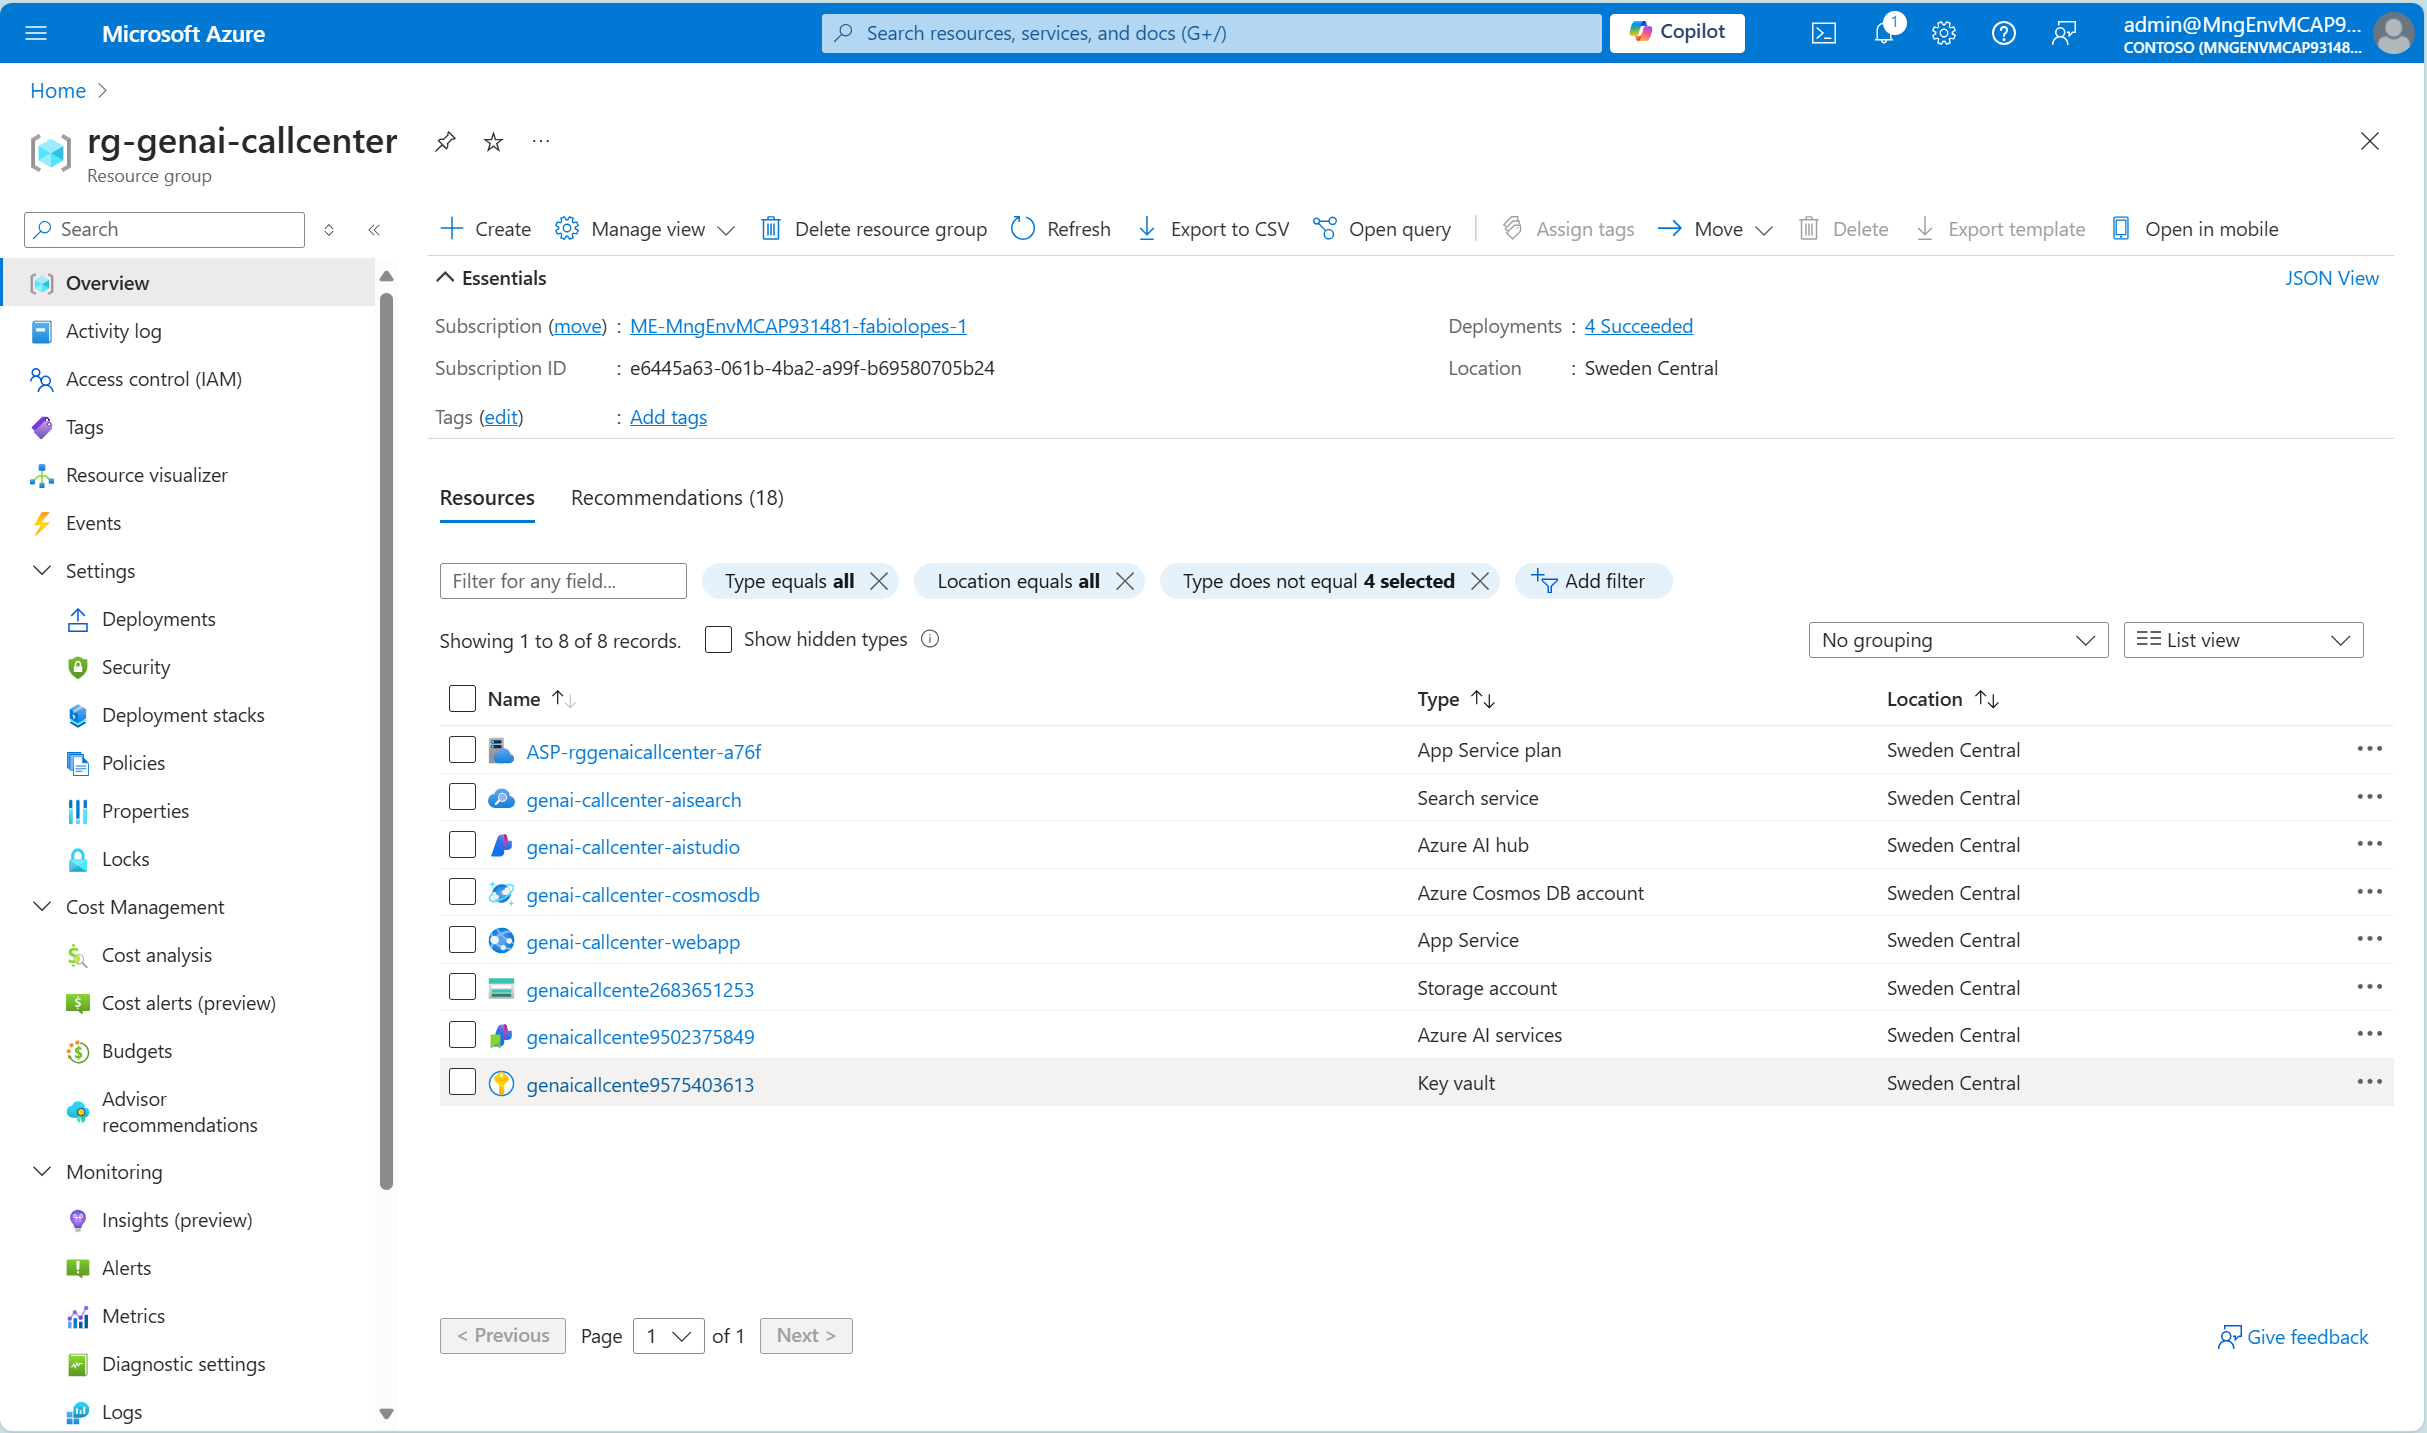 Microsoft Azure
Search resources, services, and docs (G+/)
Copilot
1
admin@MngEnvMCAP9...
CONTOSO (MNGENVMCAP93148...
Home
rg-genai-callcenter
Resource group
Search
Create
Manage view
Delete resource group
Refresh
Export to CSV
Open query
Assign tags
Move
Delete
Export template
Open in mobile
Overview
Activity log
Access control (IAM)
Tags
Resource visualizer
Events
Settings
Deployments
Security
Deployment stacks
Policies
Properties
Locks
Cost Management
Cost analysis
Cost alerts (preview)
Budgets
Advisor
recommendations
Monitoring
Insights (preview)
Alerts
Metrics
Diagnostic settings
Logs
Essentials
JSON View
Subscription (move) : ME-MngEnvMCAP931481-fabiolopes-1
Deployments : 4 Succeeded
Subscription ID : e6445a63-061b-4ba2-a99f-b69580705b24
Location : Sweden Central
Tags (edit) : Add tags
Resources
Recommendations (18)
Filter for any field...
Type equals all
Location equals all
Type does not equal 4 selected
Add filter
Showing 1 to 8 of 8 records.
Show hidden types
No grouping
List view
Name Type Location
ASP-rggenaicallcenter-a76f App Service plan Sweden Central
genai-callcenter-aisearch Search service Sweden Central
genai-callcenter-aistudio Azure AI hub Sweden Central
genai-callcenter-cosmosdb Azure Cosmos DB account Sweden Central
genai-callcenter-webapp App Service Sweden Central
genaicallcente2683651253 Storage account Sweden Central
genaicallcente9502375849 Azure AI services Sweden Central
genaicallcente9575403613 Key vault Sweden Central
< Previous Page 1 of 1 Next >
Give feedback